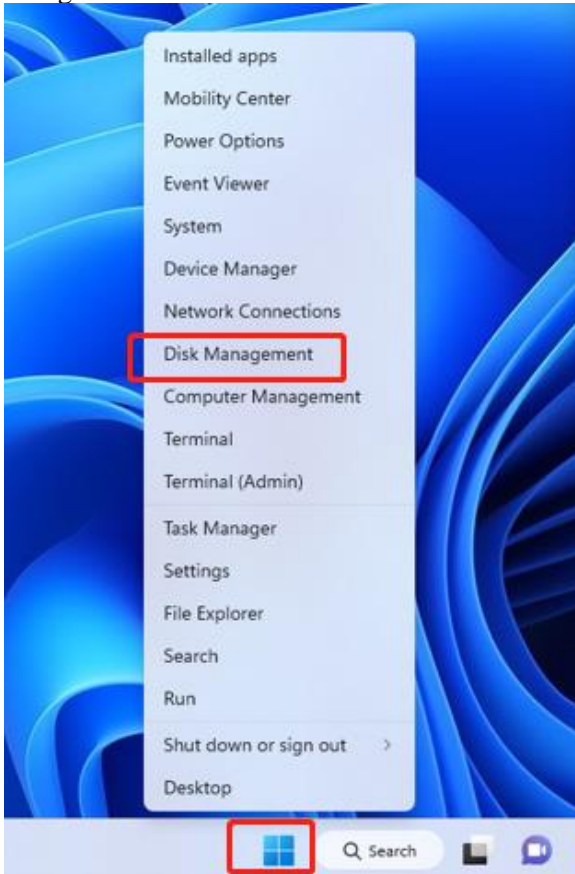 Installed apps
Mobility Center
Power Options
Event Viewer
System
Device Manager
Network Connections
Disk Management
Computer Management
Terminal
Terminal (Admin)
Task Manager
Settings
File Explorer
Search
Run
Shut down or sign out
Desktop
Search